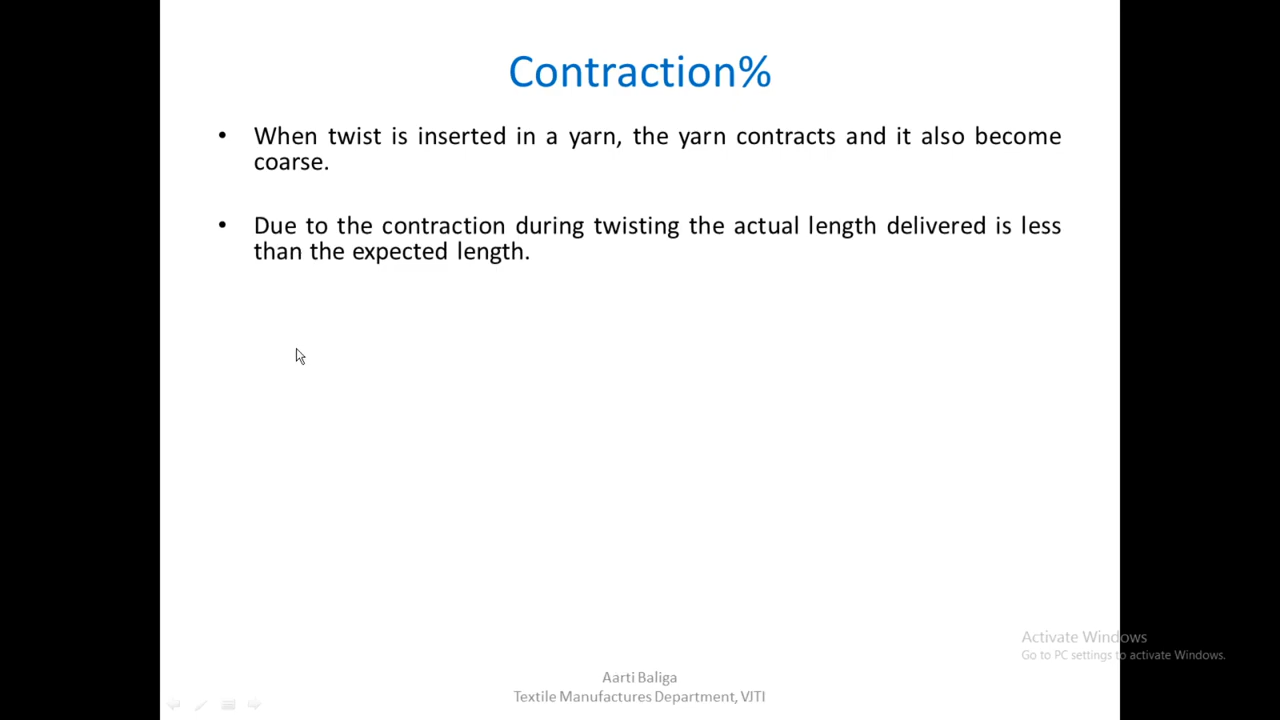 Contraction%
• When twist is inserted in a yarn, the yarn contracts and it also become
coarse.
• Due to the contraction during twisting the actual length delivered is less
than the expected length.
Activate Windows
Go to PC settings to activate Windows.
Aarti Baliga
Textile Manufactures Department, VJTI